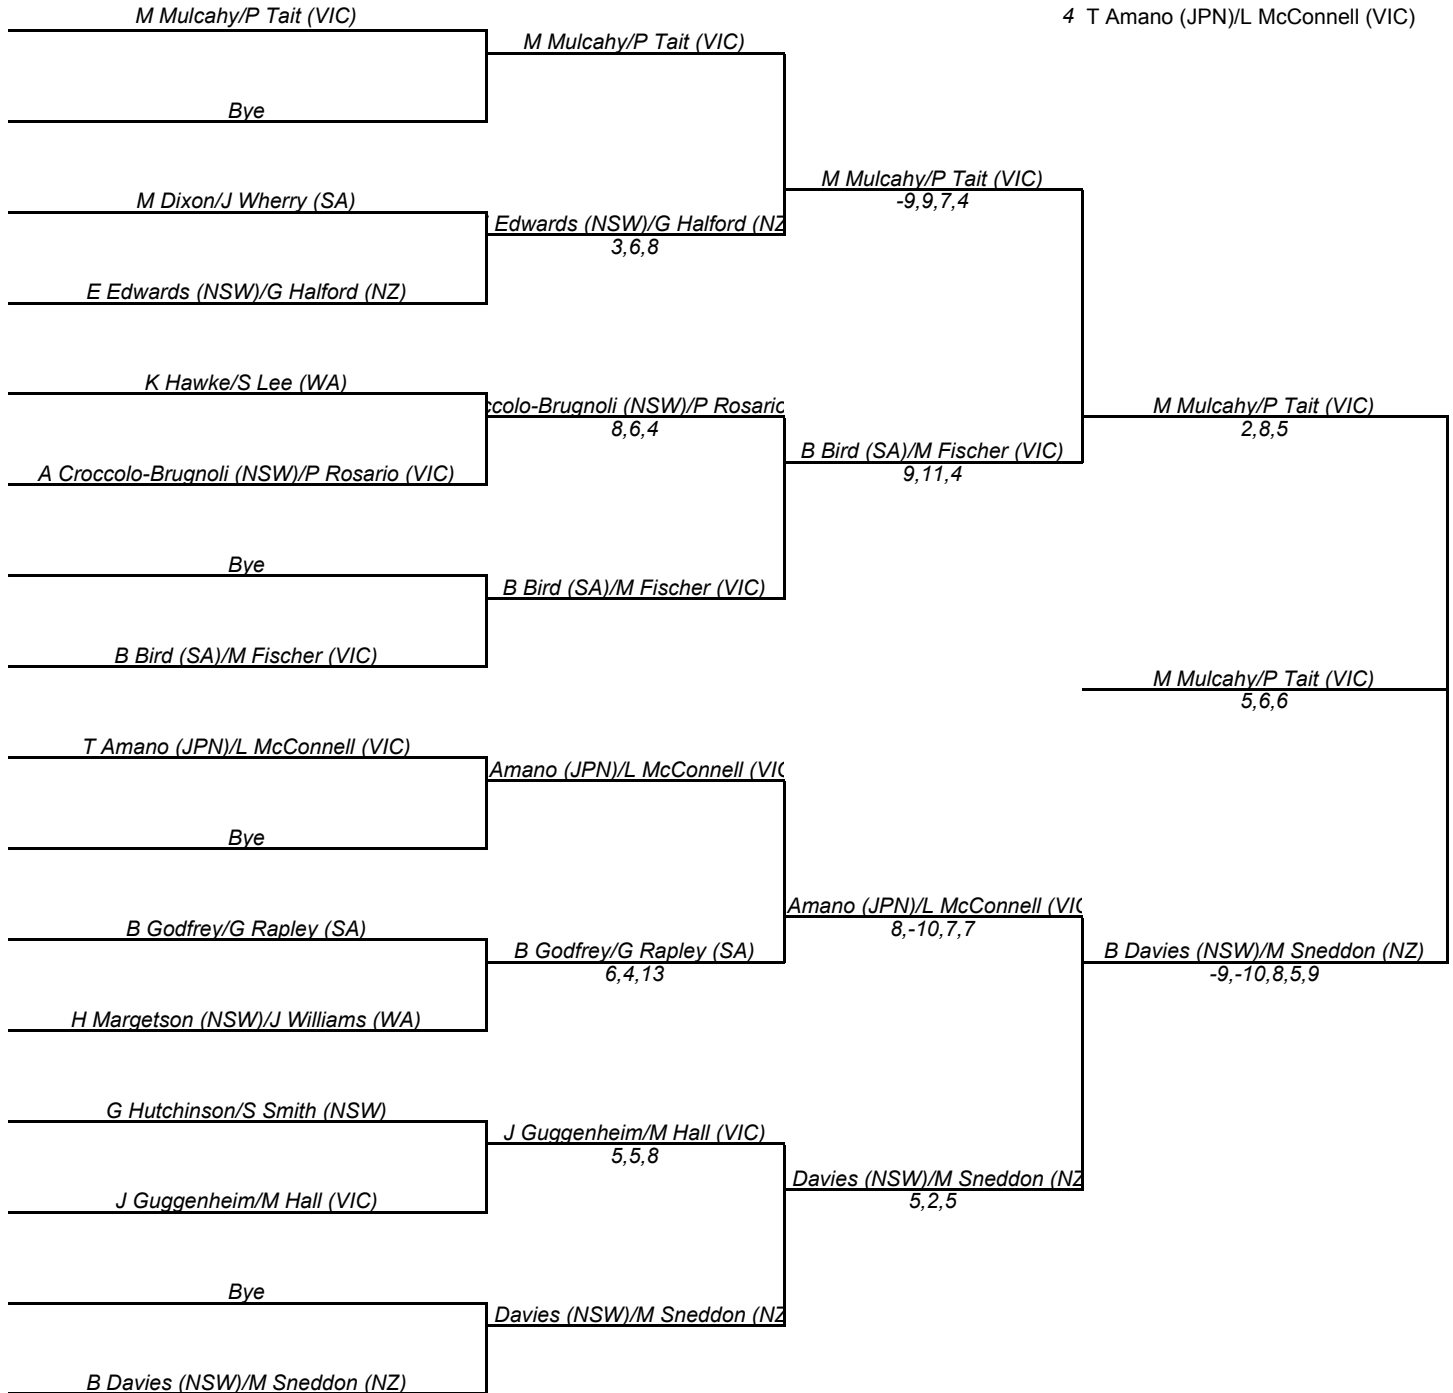 M Mulcahy/P Tait (VIC)
4 T Amano (JPN)/L McConnell (VIC)
M Mulcahy/P Tait (VIC)
Bye
M Mulcahy/P Tait (VIC)
-9,9,7,4
M Dixon/J Wherry (SA)
Edwards (NSW)/G Halford (NZ
3,6,8
E Edwards (NSW)/G Halford (NZ)
K Hawke/S Lee (WA)
ccolo-Brugnoli (NSW)/P Rosario
8,6,4
M Mulcahy/P Tait (VIC)
2,8,5
B Bird (SA)/M Fischer (VIC)
9,11,4
A Croccolo-Brugnoli (NSW)/P Rosario (VIC)
Bye
B Bird (SA)/M Fischer (VIC)
B Bird (SA)/M Fischer (VIC)
M Mulcahy/P Tait (VIC)
5,6,6
T Amano (JPN)/L McConnell (VIC)
Amano (JPN)/L McConnell (VIC
Bye
Amano (JPN)/L McConnell (VIC
8,-10,7,7
B Godfrey/G Rapley (SA)
B Godfrey/G Rapley (SA)
6,4,13
B Davies (NSW)/M Sneddon (NZ)
-9,-10,8,5,9
H Margetson (NSW)/J Williams (WA)
G Hutchinson/S Smith (NSW)
J Guggenheim/M Hall (VIC)
5,5,8
Davies (NSW)/M Sneddon (NZ
5,2,5
J Guggenheim/M Hall (VIC)
Bye
Davies (NSW)/M Sneddon (NZ
B Davies (NSW)/M Sneddon (NZ)